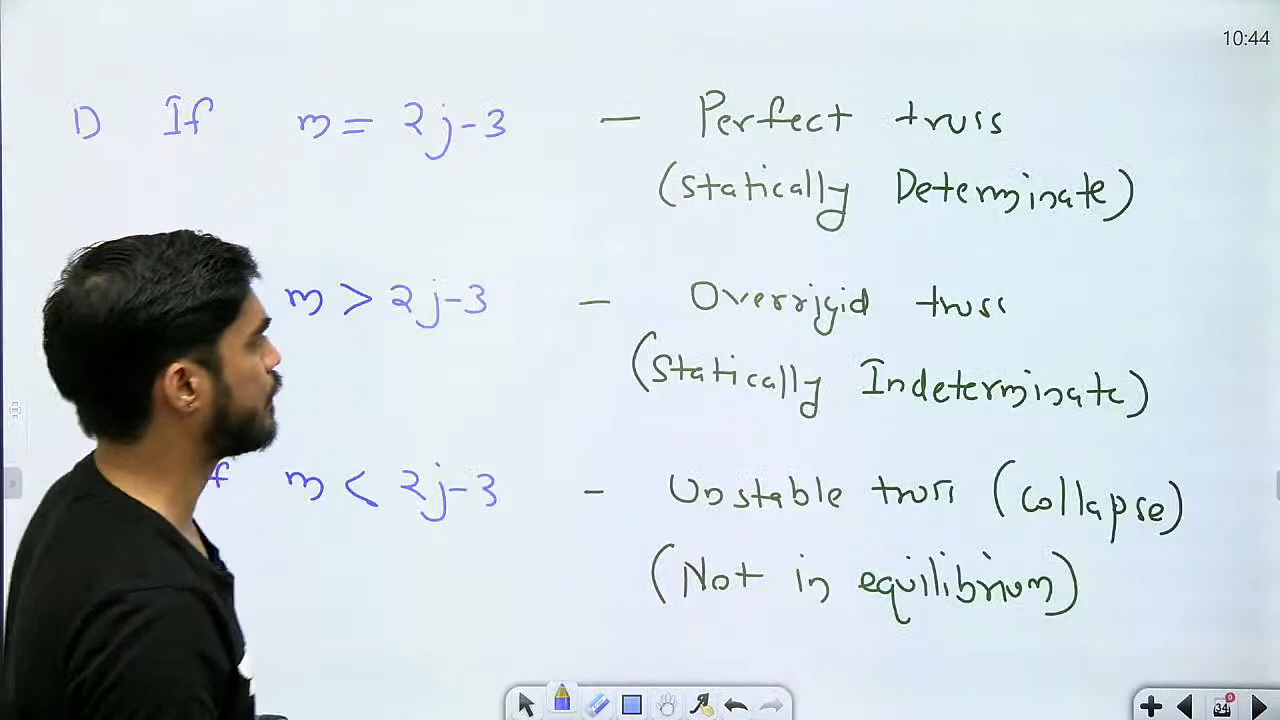 10:44
1) If m = 2j-3 — Perfect truss
(Statically Determinate)
m > 2j-3 — Overrigid truss
(Statically Indeterminate)
f m < 2j-3 - Unstable truss (collapse)
(Not in equilibrium)
34